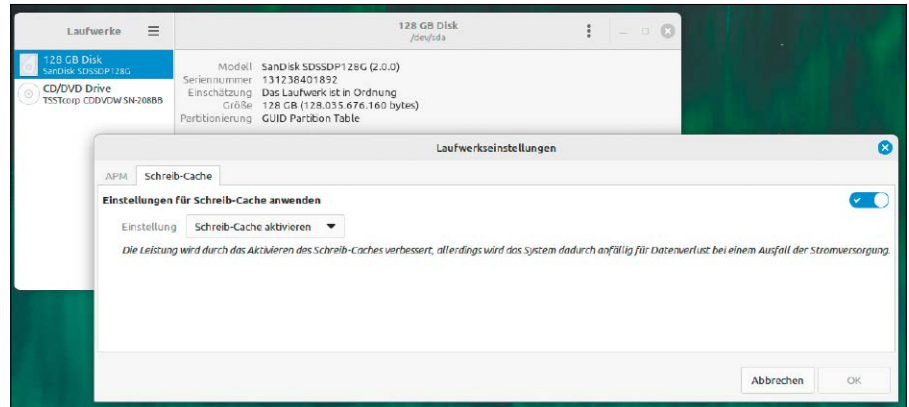 Laufwerke
128 GB Disk
/dev/sda
128 GB Disk
SanDisk SDSSDP128G
CD/DVD Drive
TSSTcorp CDDVDW SN-208BB
Modell SanDisk SDSSDP128G (2.0.0)
Seriennummer 131238401892
Einschätzung Das Laufwerk ist in Ordnung
Größe 128 GB (128.035.676.160 bytes)
Partitionierung GUID Partition Table
Laufwerkseinstellungen
APM Schreib-Cache
Einstellungen für Schreib-Cache anwenden
Einstellung Schreib-Cache aktivieren
Die Leistung wird durch das Aktivieren des Schreib-Caches verbessert, allerdings wird das System dadurch anfällig für Datenverlust bei einem Ausfall der Stromversorgung.
Abbrechen OK